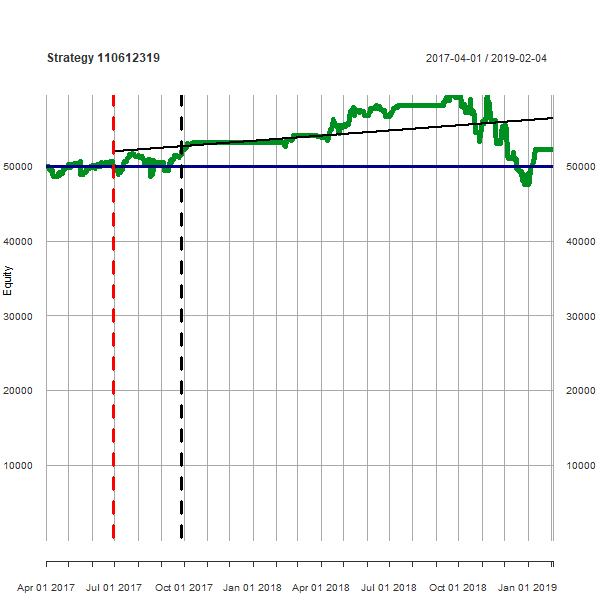 Strategy 110612319
2017-04-01 / 2019-02-04
50000
50000
40000
40000
Equity
30000
30000
20000
20000
10000
10000
Apr 01 2017
Jul 01 2017
Oct 01 2017
Jan 01 2018
Apr 01 2018
Jul 01 2018
Oct 01 2018
Jan 01 2019